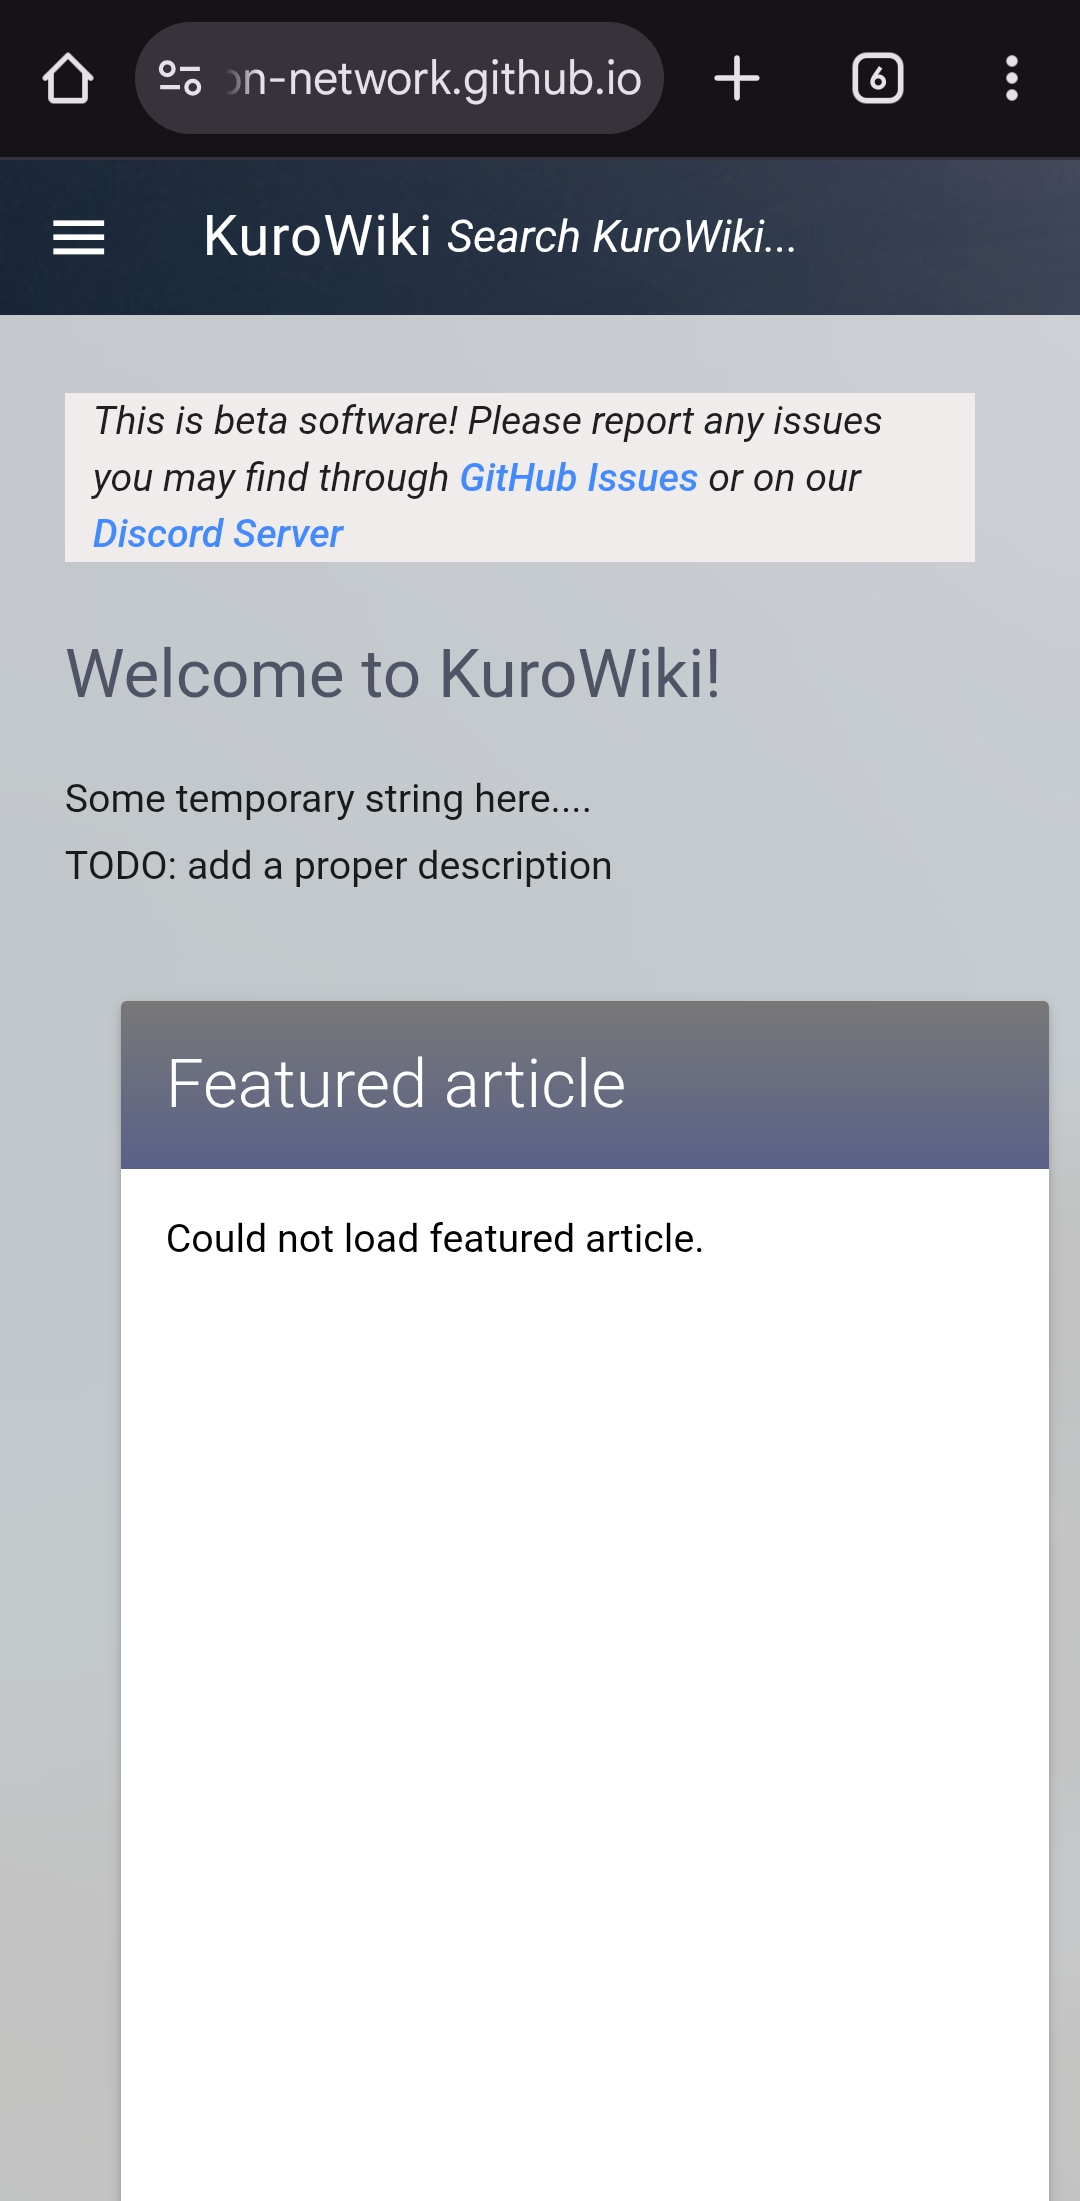 n-network.github.io
6
KuroWiki Search KuroWiki...
This is beta software! Please report any issues
you may find through GitHub Issues or on our
Discord Server
Welcome to KuroWiki!
Some temporary string here....
TODO: add a proper description
Featured article
Could not load featured article.